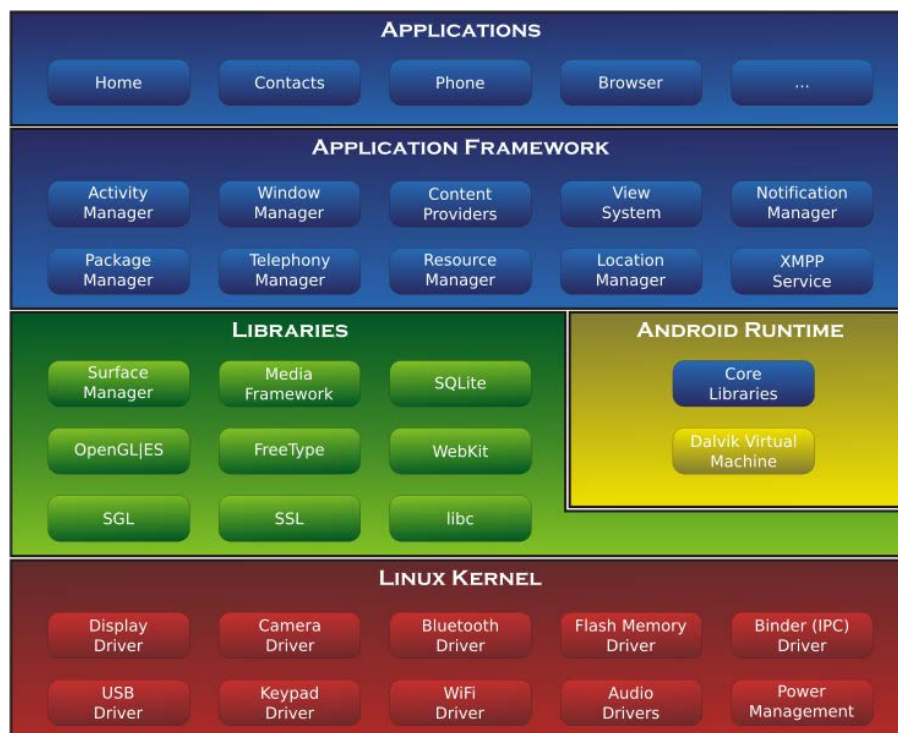 APPLICATIONS
Home
Contacts
Phone
Browser
...
APPLICATION FRAMEWORK
Activity
Manager
Window
Manager
Content
Providers
View
System
Notification
Manager
Package
Manager
Telephony
Manager
Resource
Manager
Location
Manager
XMPP
Service
LIBRARIES
Surface
Manager
Media
Framework
SQLite
OpenGL|ES
FreeType
WebKit
SGL
SSL
libc
ANDROID RUNTIME
Core
Libraries
Dalvik Virtual
Machine
LINUX KERNEL
Display
Driver
Camera
Driver
Bluetooth
Driver
Flash Memory
Driver
Binder (IPC)
Driver
USB
Driver
Keypad
Driver
WiFi
Driver
Audio
Drivers
Power
Management